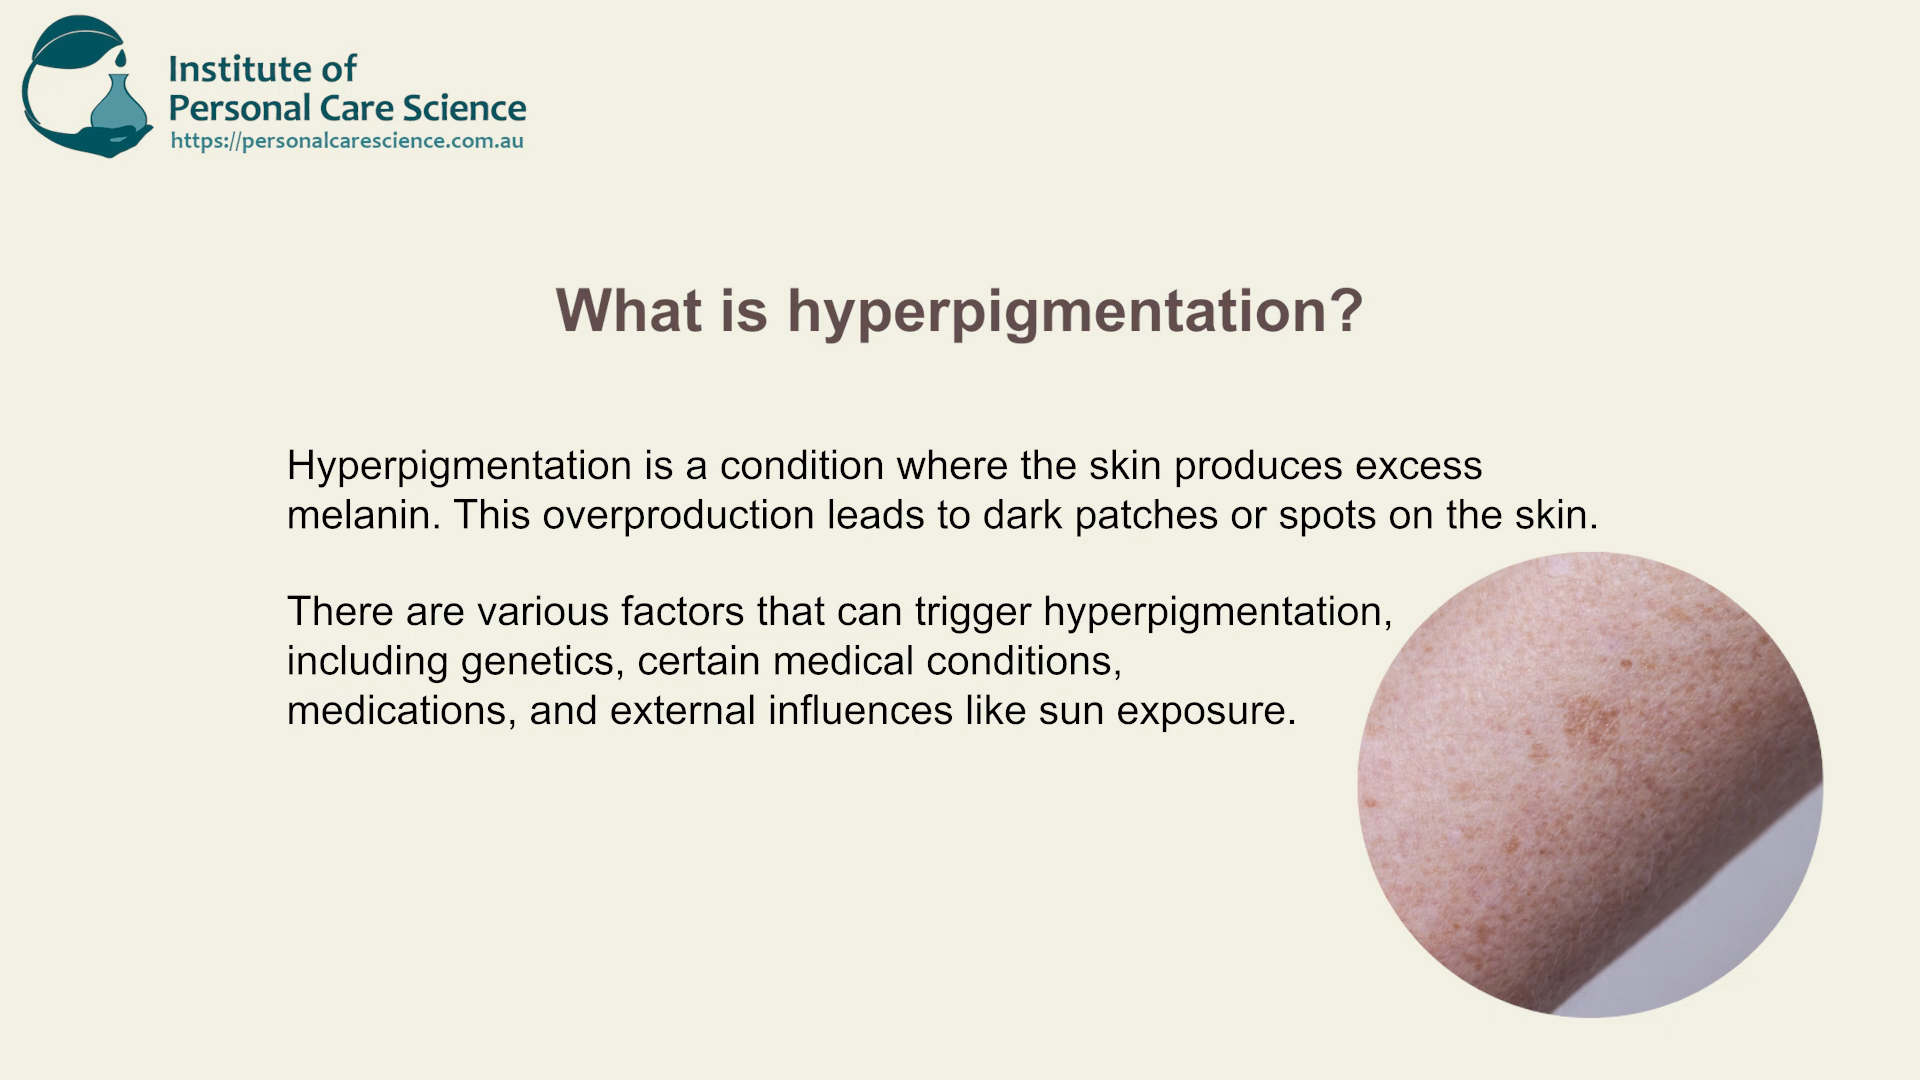 Institute of
Personal Care Science
https://personalcarescience.com.au
What is hyperpigmentation?
Hyperpigmentation is a condition where the skin produces excess
melanin. This overproduction leads to dark patches or spots on the skin.
There are various factors that can trigger hyperpigmentation,
including genetics, certain medical conditions,
medications, and external influences like sun exposure.